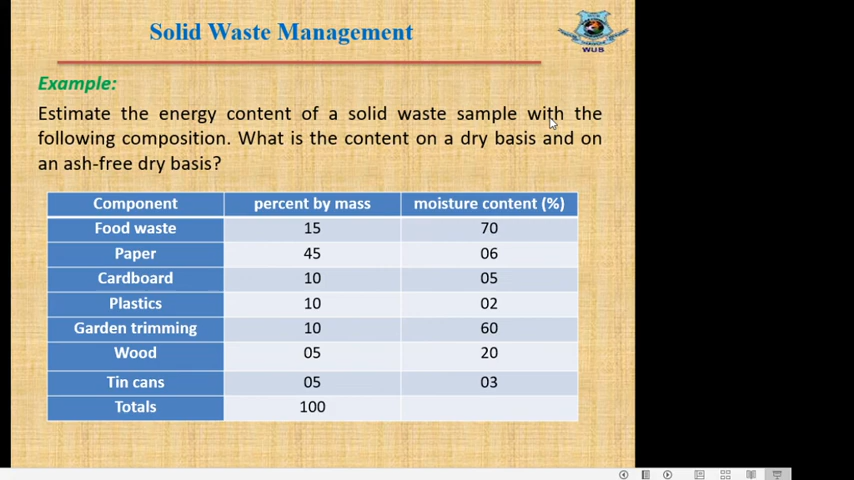 Solid Waste Management
WUB
Example:
Estimate the energy content of a solid waste sample with the
following composition. What is the content on a dry basis and on
an ash-free dry basis?
Component percent by mass moisture content (%)
Food waste 15 70
Paper 45 06
Cardboard 10 05
Plastics 10 02
Garden trimming 10 60
Wood 05 20
Tin cans 05 03
Totals 100